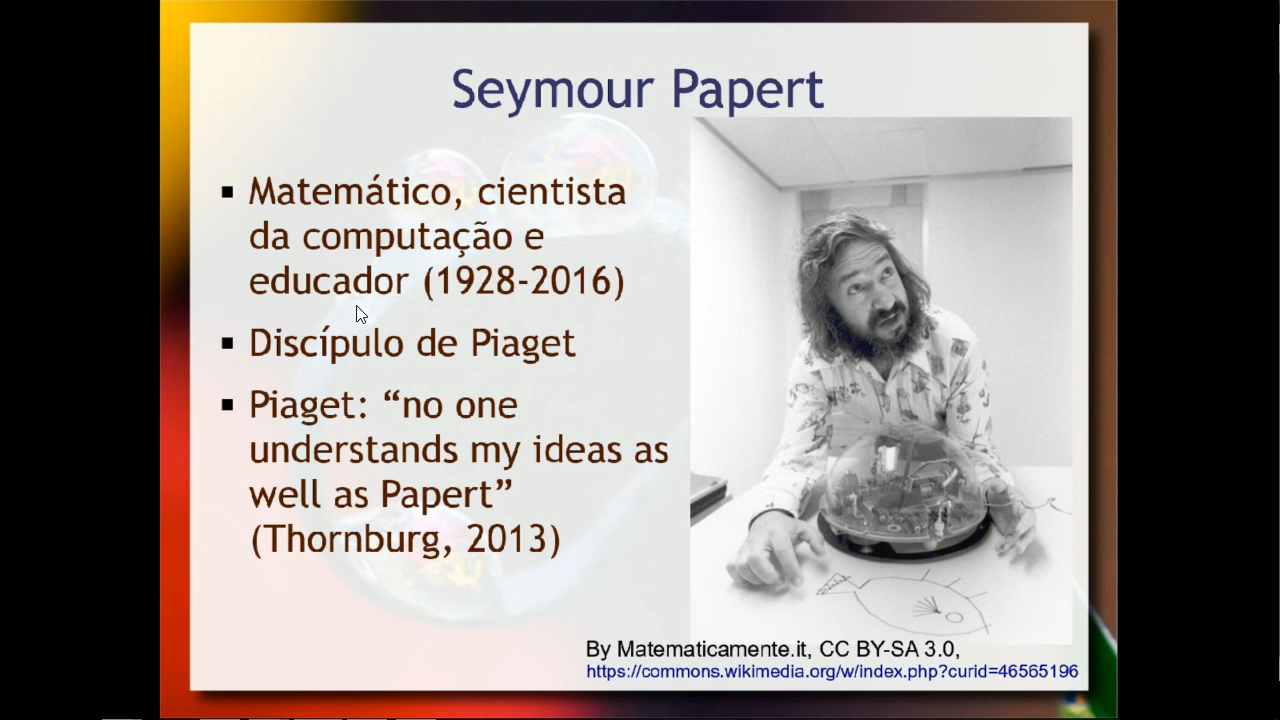 Seymour Papert
▪ Matemático, cientista
da computação e
educador (1928-2016)
▪ Discípulo de Piaget
▪ Piaget: “no one
understands my ideas as
well as Papert”
(Thornburg, 2013)
By Matematicamente.it, CC BY-SA 3.0,
https://commons.wikimedia.org/w/index.php?curid=46565196